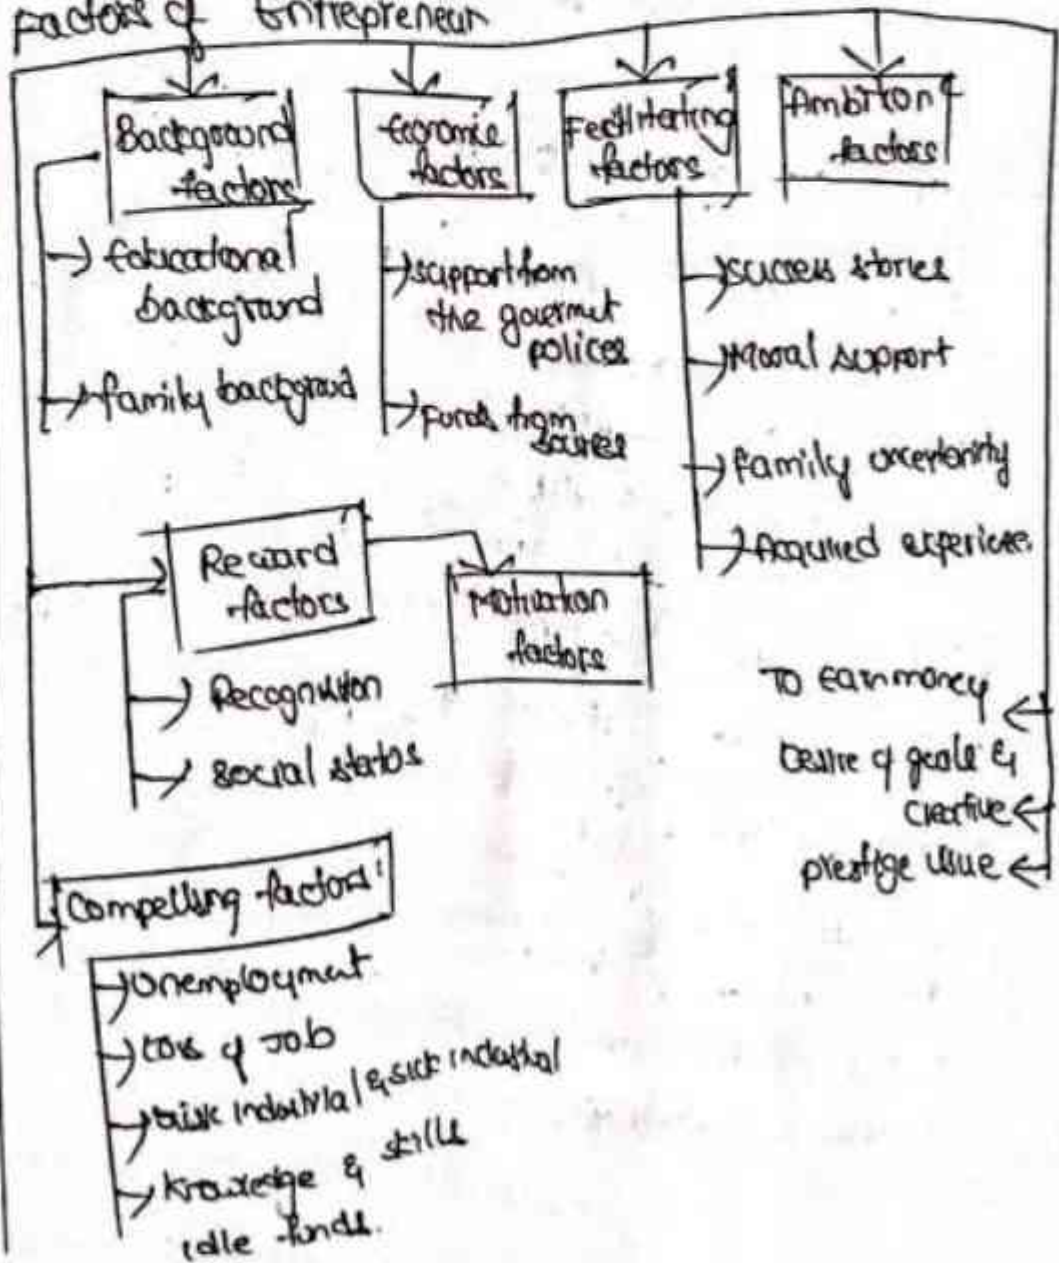 Factors of Entrepreneur
Background
factors
Economic
factors
Facilitating
factors
Ambition
factors
Educational
background
family background
support from
the gournmut
polices
Funds from
sources
success stories
Moral support
family uncertainity
Acquired experience.
Reward
factors
Motivation
factors
Recognition
social status
To Earn money
Desire of goals &
creative
prestige issue
Compelling factors
Unemployment
Loss of Job
industrial & sick industrial
knowledge & skills
idle funds.